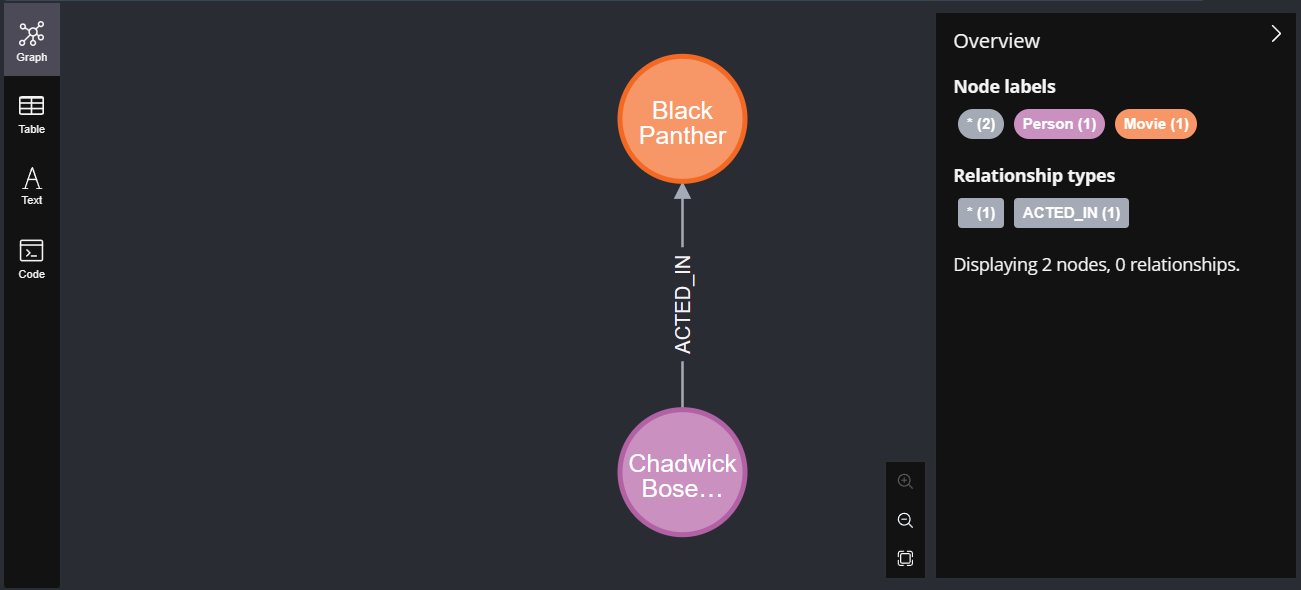 Graph
Table
Text
Code
Black
Panther
ACTED_IN
Chadwick
Bose…
Overview
Node labels
* (2) Person (1) Movie (1)
Relationship types
* (1) ACTED_IN (1)
Displaying 2 nodes, 0 relationships.